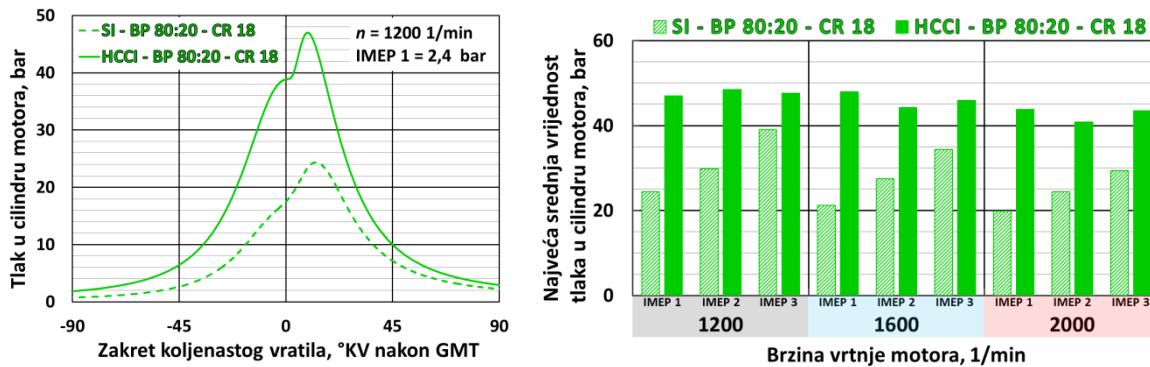 50
40
30
20
10
0
Tlak u cilindru motora, bar
SI - BP 80:20 - CR 18
HCCI - BP 80:20 - CR 18
n = 1200 1/min
IMEP 1 = 2,4 bar
-90 -45 0 45 90
Zakret koljenastog vratila, °KV nakon GMT
SI - BP 80:20 - CR 18 HCCI - BP 80:20 - CR 18
60
40
20
0
Najveća srednja vrijednost
tlaka u cilindru motora, bar
IMEP 1 IMEP 2 IMEP 3 IMEP 1 IMEP 2 IMEP 3 IMEP 1 IMEP 2 IMEP 3
1200 1600 2000
Brzina vrtnje motora, 1/min